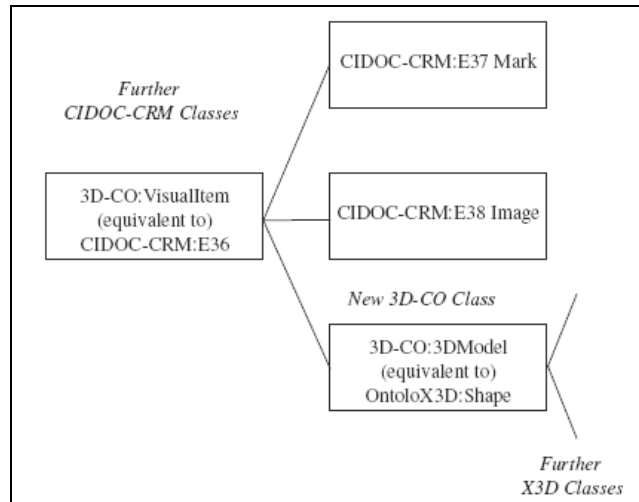 CIDOC-CRM:E37 Mark
Further
CIDOC-CRM Classes
3D-CO:VisualItem
(equivalent to)
CIDOC-CRM:E36
CIDOC-CRM:E38 Image
New 3D-CO Class
3D-CO:3DModel
(equivalent to)
OntoloX3D:Shape
Further
X3D Classes